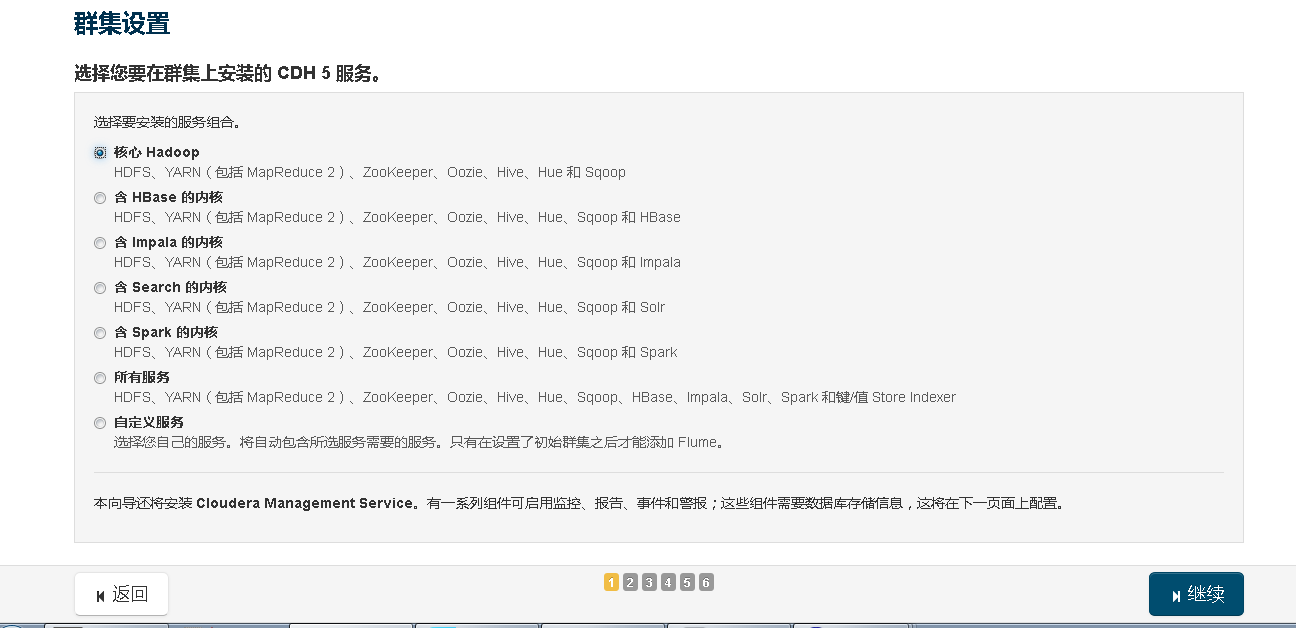 群集设置
选择您要在群集上安装的 CDH 5 服务。
选择要安装的服务组合。
核心 Hadoop
HDFS、YARN（包括 MapReduce 2）、ZooKeeper、Oozie、Hive、Hue 和 Sqoop
含 HBase 的内核
HDFS、YARN（包括 MapReduce 2）、ZooKeeper、Oozie、Hive、Hue、Sqoop 和 HBase
含 Impala 的内核
HDFS、YARN（包括 MapReduce 2）、ZooKeeper、Oozie、Hive、Hue、Sqoop 和 Impala
含 Search 的内核
HDFS、YARN（包括 MapReduce 2）、ZooKeeper、Oozie、Hive、Hue、Sqoop 和 Solr
含 Spark 的内核
HDFS、YARN（包括 MapReduce 2）、ZooKeeper、Oozie、Hive、Hue、Sqoop 和 Spark
所有服务
HDFS、YARN（包括 MapReduce 2）、ZooKeeper、Oozie、Hive、Hue、Sqoop、HBase、Impala、Solr、Spark 和键/值 Store Indexer
自定义服务
选择您自己的服务。将自动包含所选服务需要的服务。只有在设置了初始群集之后才能添加 Flume。
本向导还将安装 Cloudera Management Service。有一系列组件可启用监控、报告、事件和警报；这些组件需要数据库存储信息，这将在下一页面上配置。
返回 1 2 3 4 5 6 继续